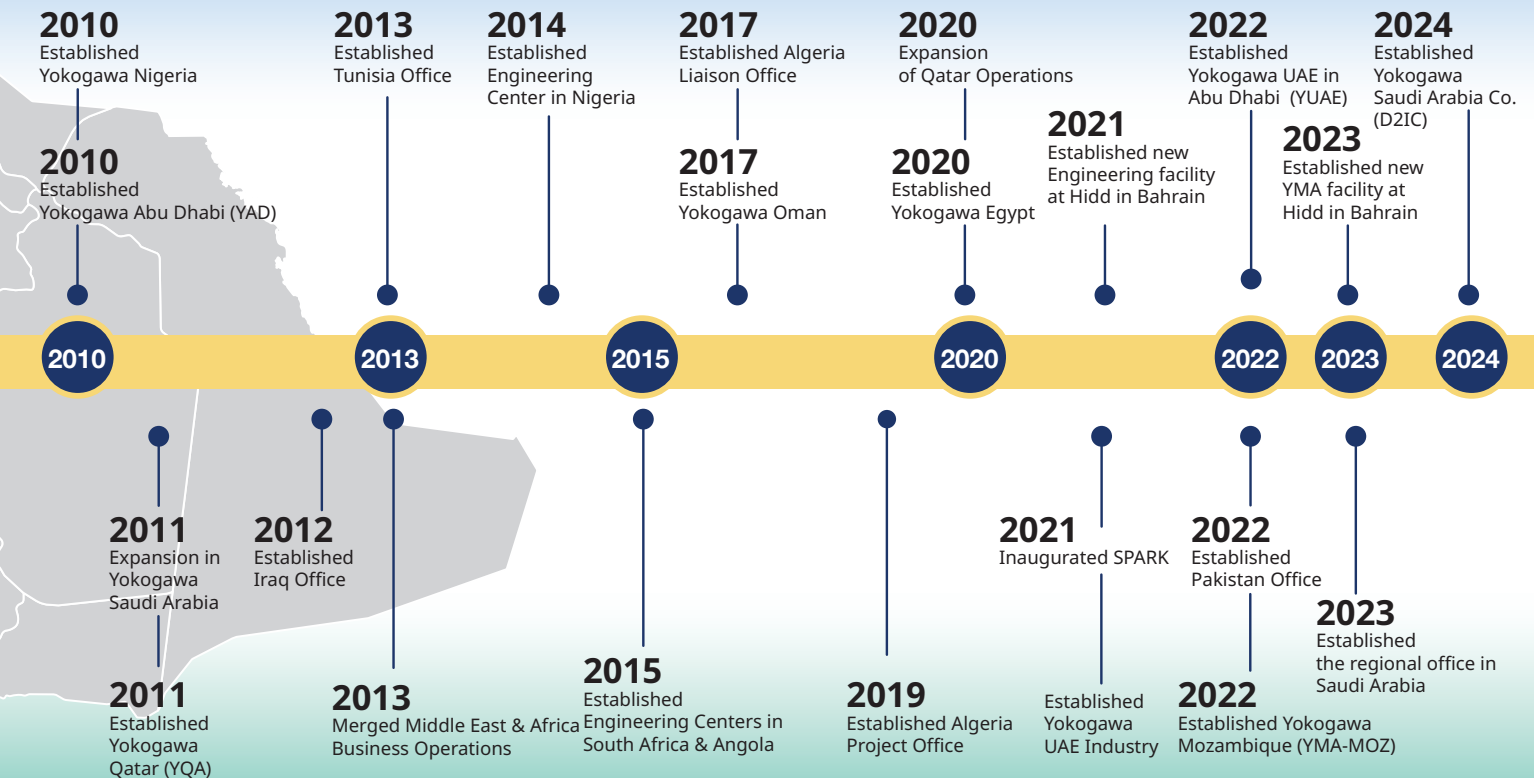 2010
Established
Yokogawa Nigeria
2010
Established
Yokogawa Abu Dhabi (YAD)
2013
Established
Tunisia Office
2014
Established
Engineering
Center in Nigeria
2017
Established Algeria
Liaison Office
2017
Established
Yokogawa Oman
2020
Expansion
of Qatar Operations
2020
Established
Yokogawa Egypt
2021
Established new
Engineering facility
at Hidd in Bahrain
2022
Established
Yokogawa UAE in
Abu Dhabi (YUAE)
2023
Established new
YMA facility at
Hidd in Bahrain
2024
Established
Yokogawa
Saudi Arabia Co.
(D2IC)
2010
2013
2015
2020
2022
2023
2024
2011
Expansion in
Yokogawa
Saudi Arabia
2011
Established
Yokogawa
Qatar (YQA)
2012
Established
Iraq Office
2013
Merged Middle East & Africa
Business Operations
2015
Established
Engineering Centers in
South Africa & Angola
2019
Established Algeria
Project Office
2021
Inaugurated SPARK
Established
Yokogawa
UAE Industry
2022
Established
Pakistan Office
2022
Established Yokogawa
Mozambique (YMA-MOZ)
2023
Established
the regional office in
Saudi Arabia